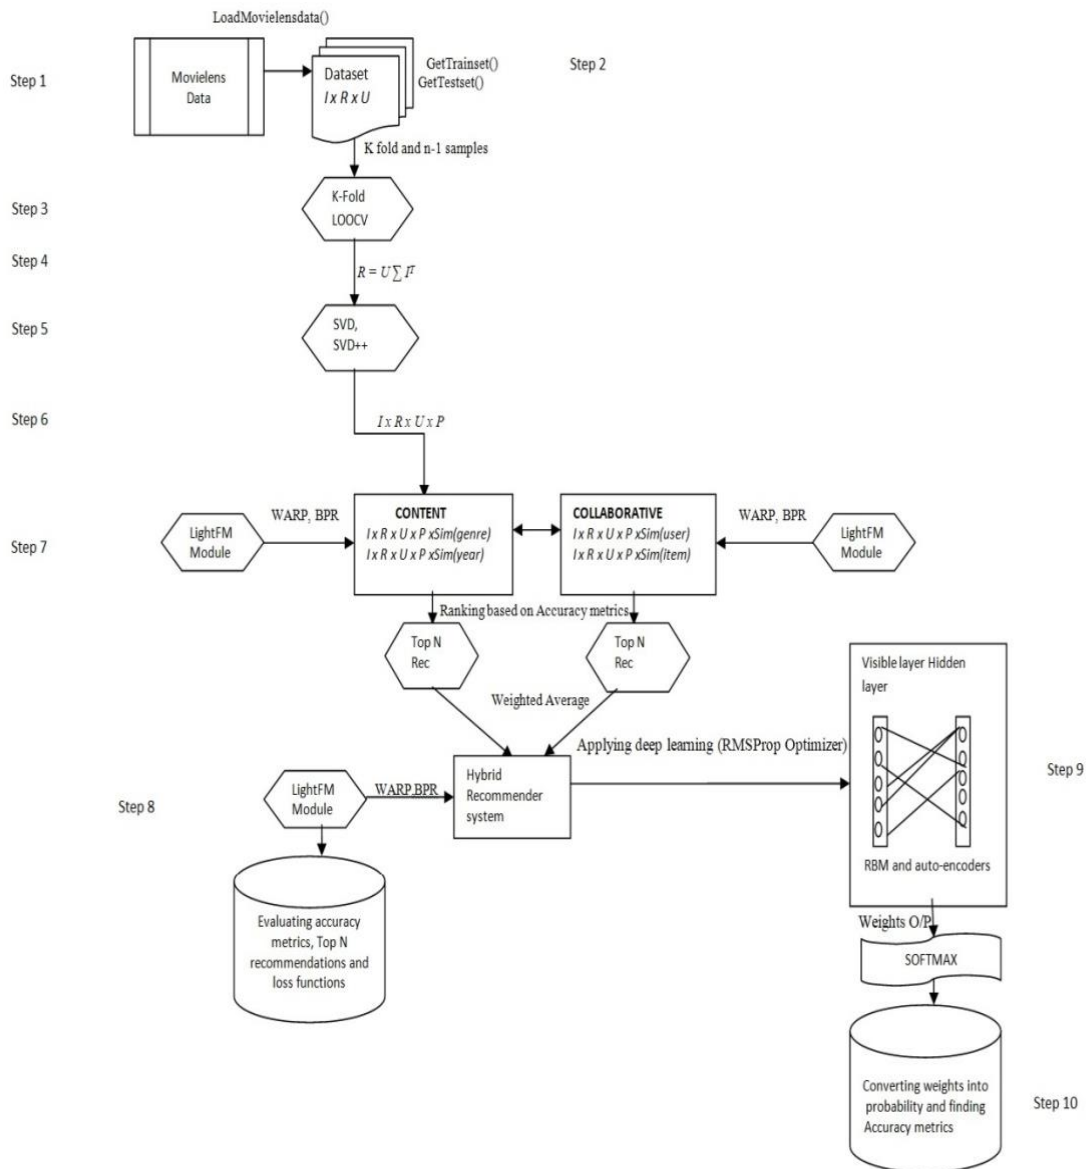 LoadMovielensdata()
Step 1
Movielens
Data
Dataset
I x R x U
GetTrainset()
GetTestset()
Step 2
K fold and n-1 samples
Step 3
K-Fold
LOOCV
Step 4
R = U ∑ Iᵀ
Step 5
SVD,
SVD++
Step 6
I x R x U x P
Step 7
LightFM
Module
WARP, BPR
CONTENT
I x R x U x P xSim(genre)
I x R x U x P xSim(year)
COLLABORATIVE
I x R x U x P xSim(user)
I x R x U x P xSim(item)
WARP, BPR
LightFM
Module
Ranking based on Accuracy metrics
Top N
Rec
Top N
Rec
Weighted Average
Visible layer Hidden
layer
Applying deep learning (RMSProp Optimizer)
Step 8
LightFM
Module
WARP,BPR
Hybrid
Recommender
system
Step 9
RBM and auto-encoders
Evaluating accuracy
metrics, Top N
recommendations and
loss functions
Weights O/P
SOFTMAX
Converting weights into
probability and finding
Accuracy metrics
Step 10